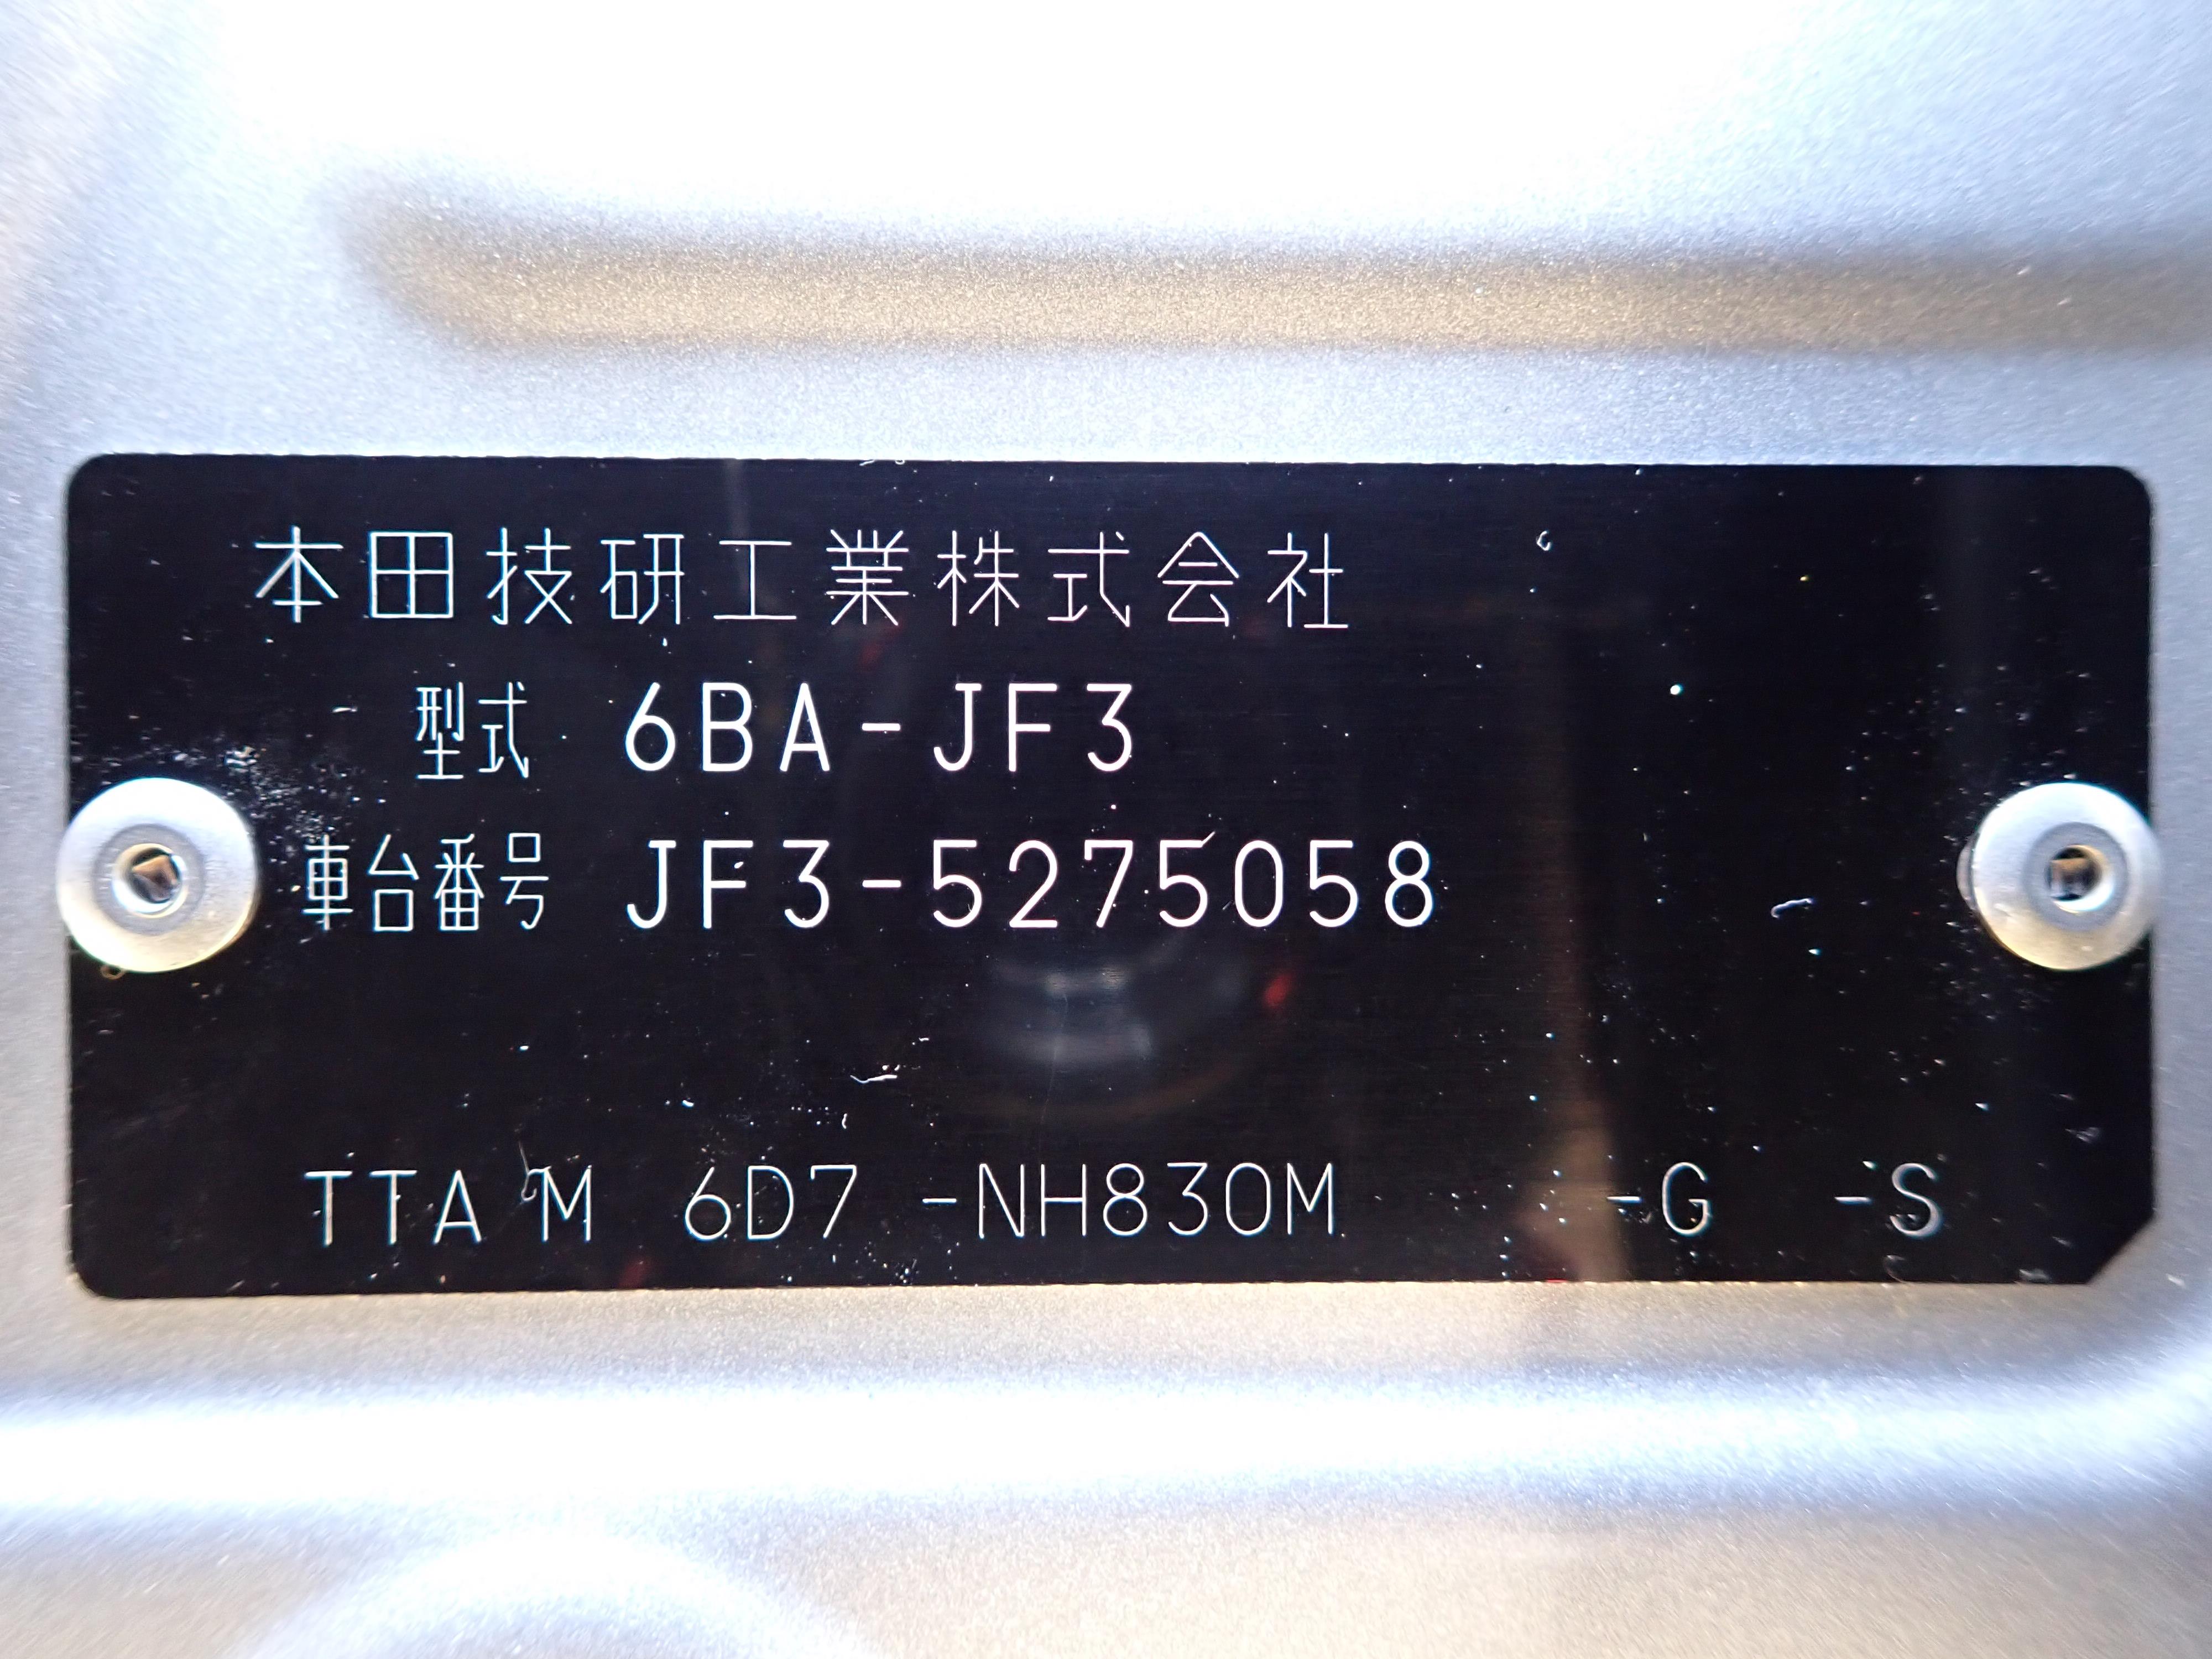 本田技研工業株式会社
型式 6BA-JF3
車台番号 JF3-5275058
TTA M 6D7 -NH830M -G -S